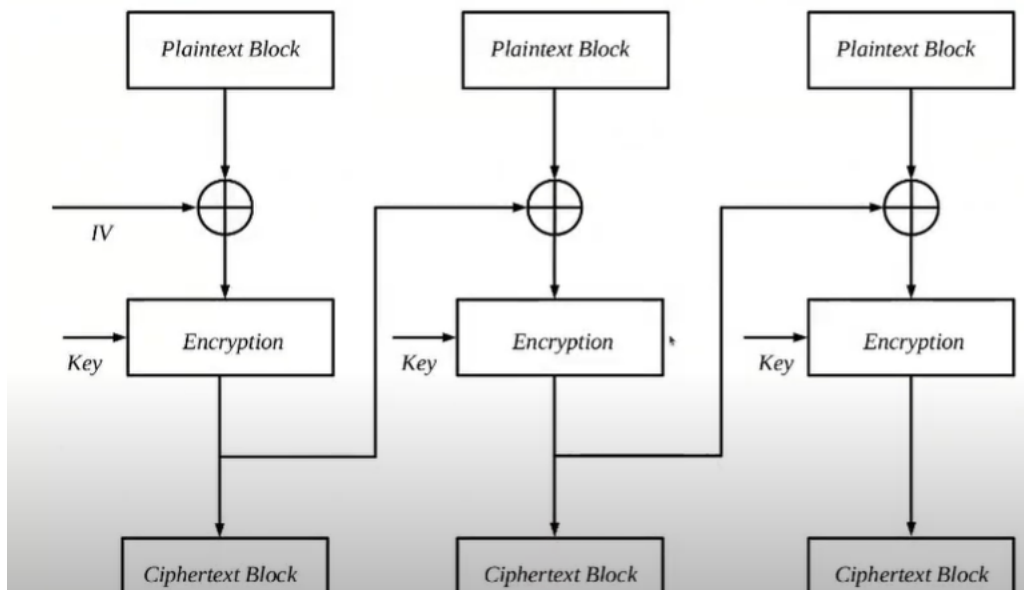 Plaintext Block
Plaintext Block
Plaintext Block
IV
Encryption
Encryption
Encryption
Key
Key
Key
Ciphertext Block
Ciphertext Block
Ciphertext Block